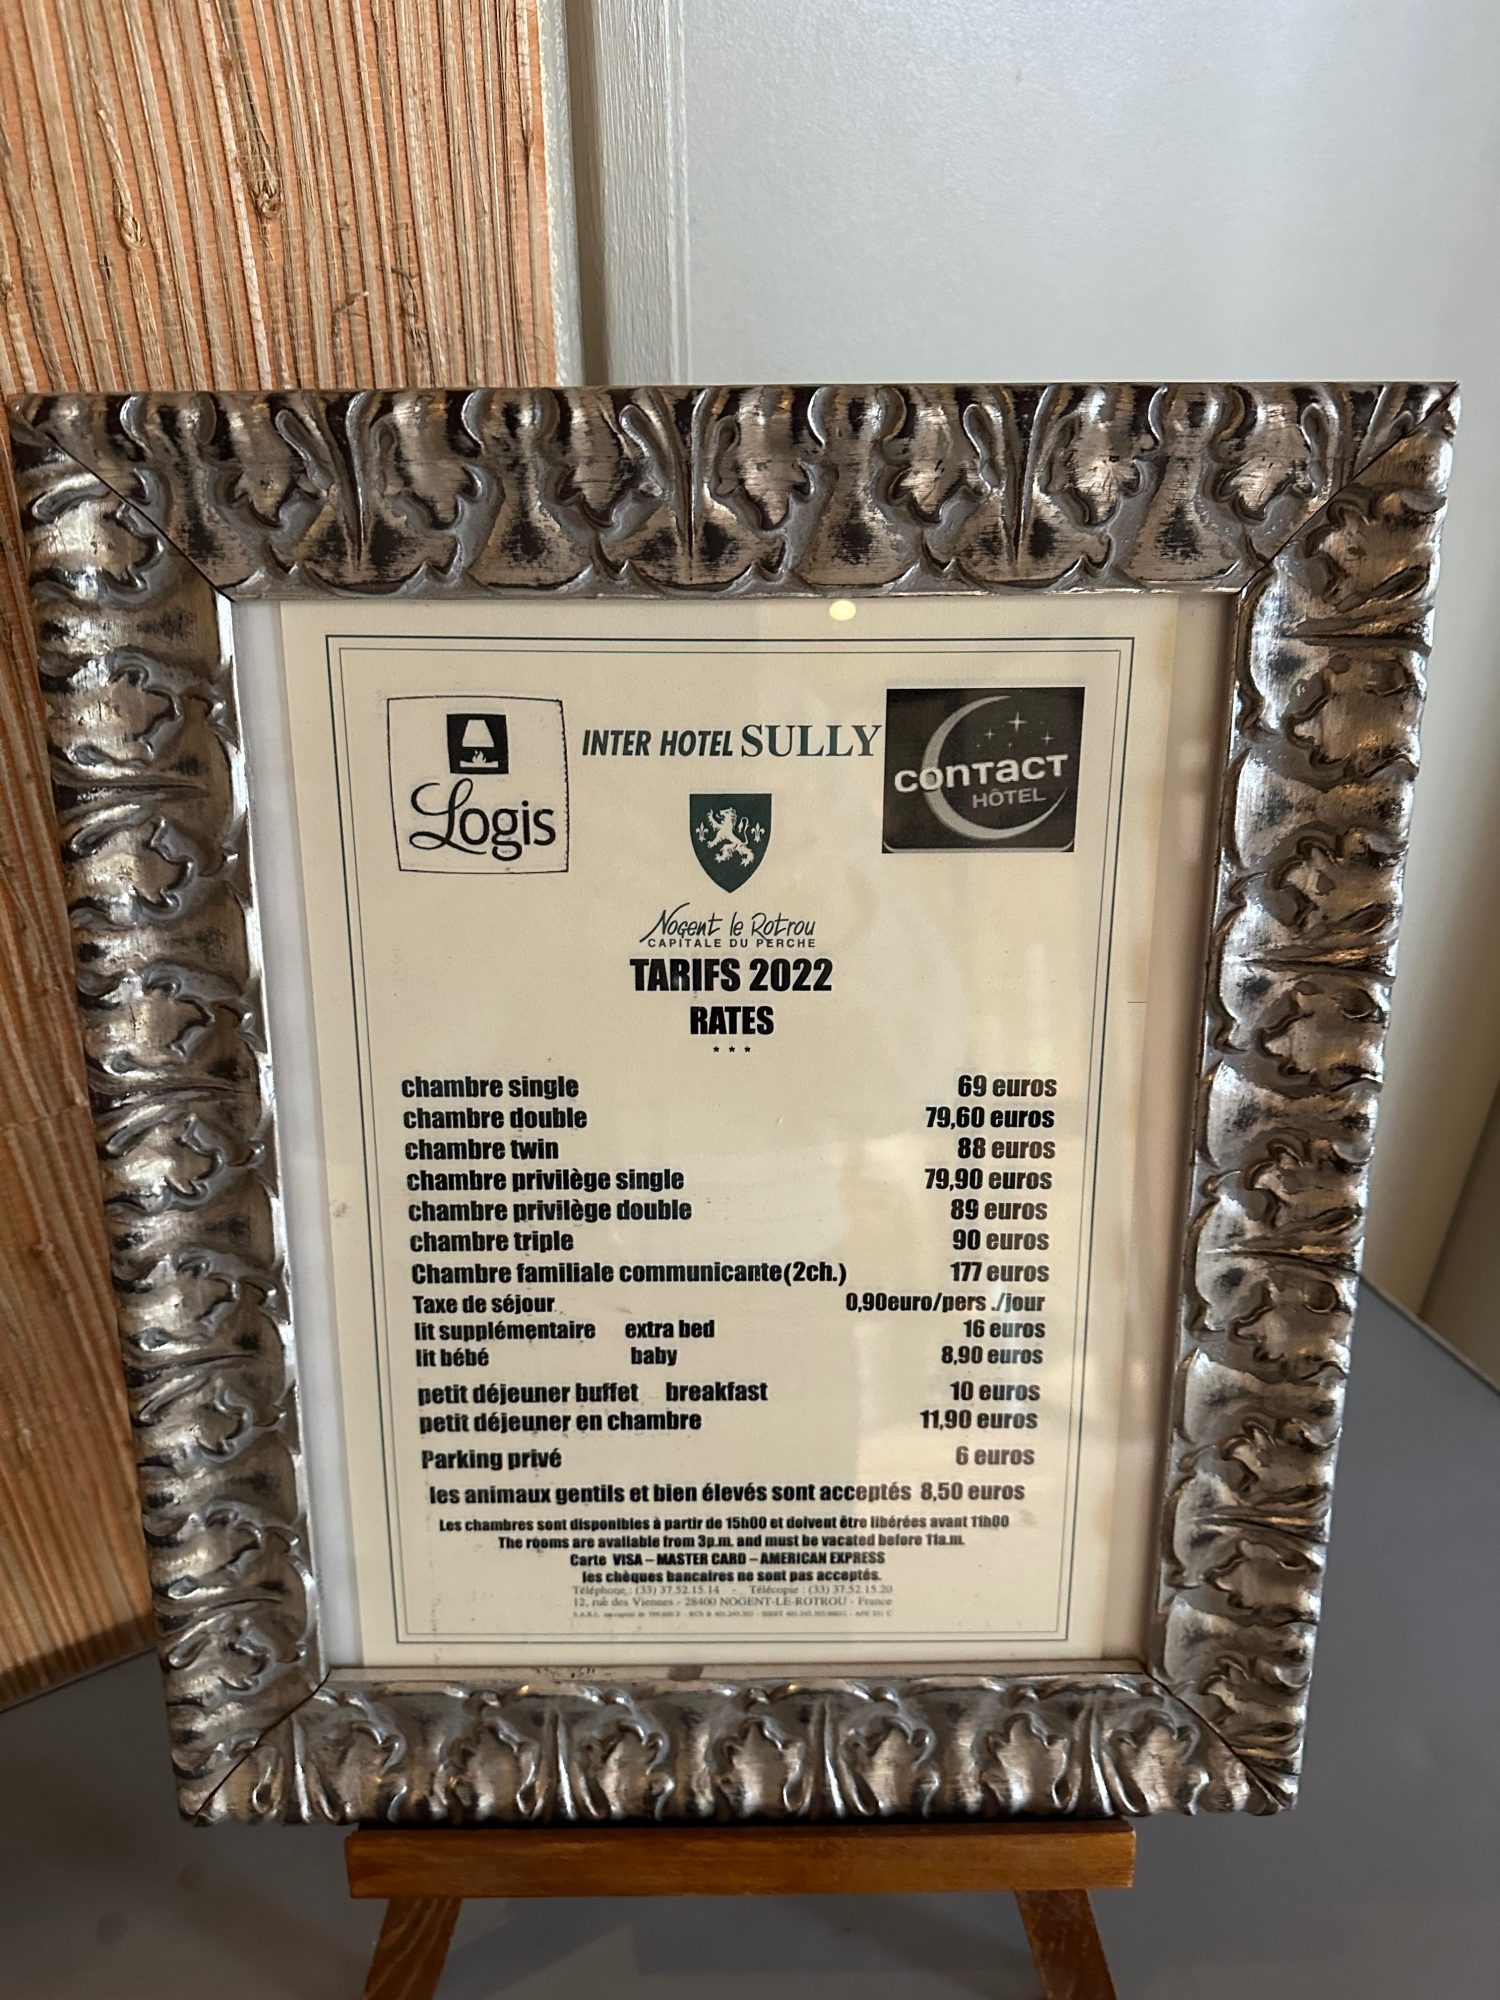 Logis
INTER HOTEL SULLY
CONTACT
HÔTEL
Nogent le Rotrou
CAPITALE DU PERCHE
TARIFS 2022
RATES
* * *
chambre single 69 euros
chambre double 79,60 euros
chambre twin 88 euros
chambre privilège single 79,90 euros
chambre privilège double 89 euros
chambre triple 90 euros
Chambre familiale communicante(2ch.) 177 euros
Taxe de séjour 0,90euro/pers ./jour
lit supplémentaire extra bed 16 euros
lit bébé baby 8,90 euros
petit déjeuner buffet breakfast 10 euros
petit déjeuner en chambre 11,90 euros
Parking privé 6 euros
les animaux gentils et bien élevés sont acceptés 8,50 euros
Les chambres sont disponibles à partir de 15h00 et doivent être libérées avant 11h00
The rooms are available from 3p.m. and must be vacated before 11a.m.
Carte VISA – MASTER CARD – AMERICAN EXPRESS
les chèques bancaires ne sont pas acceptés.
Téléphone : (33) 37.52.15.14 - Télécopie : (33) 37.52.15.20
12, rue des Viennes - 28400 NOGENT-LE-ROTROU - France